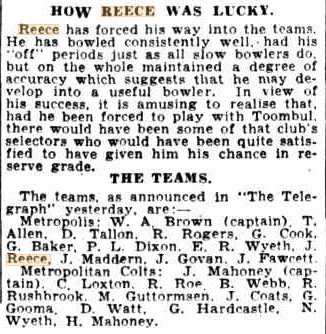 HOW REECE WAS LUCKY.
Reece has forced his way into the teams.
He has bowled consistently well, had his
"off" periods just as all slow bowlers do,
but on the whole maintained a degree of
accuracy which suggests that he may de-
velop into a useful bowler. In view of
his success, it is amusing to realise that,
had he been forced to play with Toombul,
there would have been some of that club's
selectors who would have been quite satis-
fied to have given him his chance in re-
serve grade.
THE TEAMS.
The teams, as announced in "The Tele-
graph" yesterday, are:—
Metropolis: W. A. Brown (captain), T.
Allen, D. Tallon, R. Rogers, G. Cook,
G. Baker, P. L. Dixon, E. R. Wyeth, J.
Reece, J. Maddern, J. Govan, J. Fawcett.
Metropolitan Colts: J. Mahoney (cap-
tain), C. Loxton, R. Roe, B. Webb, R.
Rushbrook, M. Guttormsen, J. Coats, G.
Gooma, D. Watt, G. Hardcastle, N.
Wyeth, H. Mahoney.